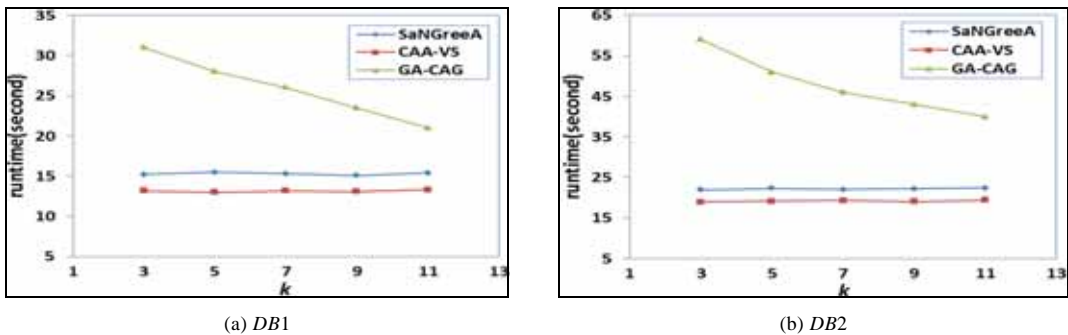 35
30
25
20
15
10
5
runtime(second)
SaNGreeA
CAA-VS
GA-CAG
1 3 5 7 9 11 13
k
(a) DB1
65
55
45
35
25
15
5
runtime(second)
SaNGreeA
CAA-VS
GA-CAG
1 3 5 7 9 11 13
k
(b) DB2